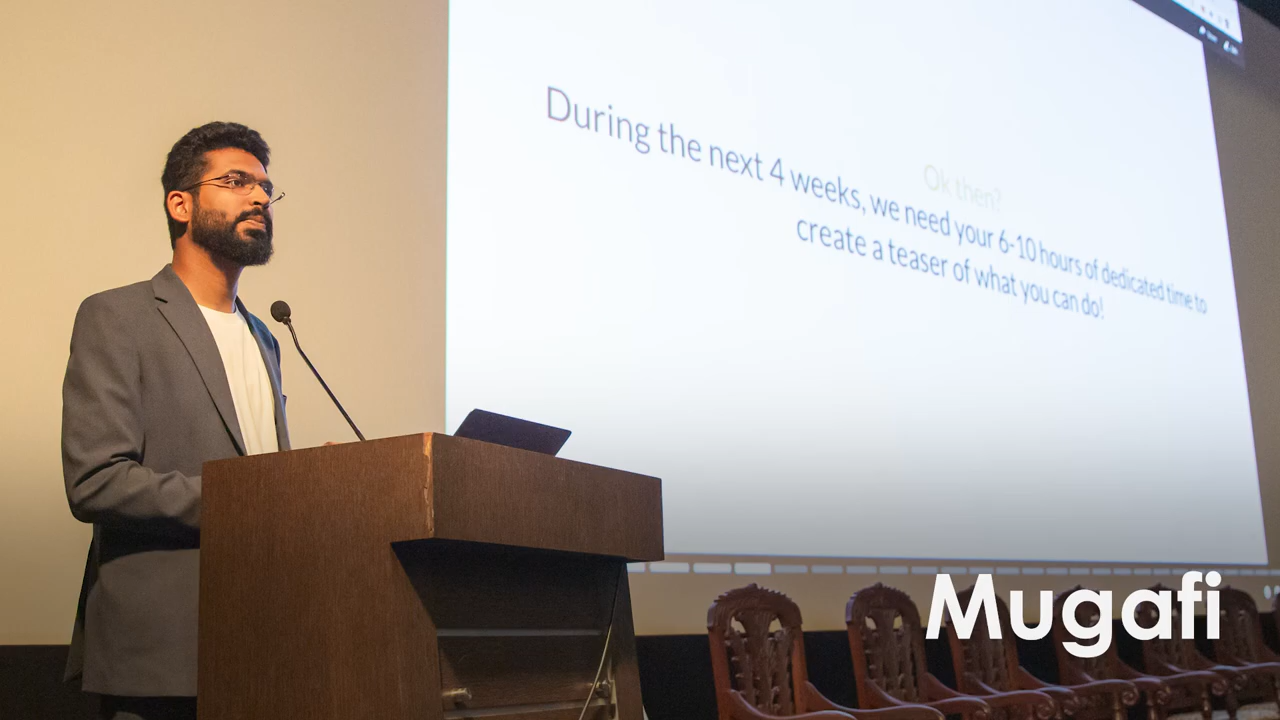 Ok then?
During the next 4 weeks, we need your 6-10 hours of dedicated time to
create a teaser of what you can do!
Mugafi